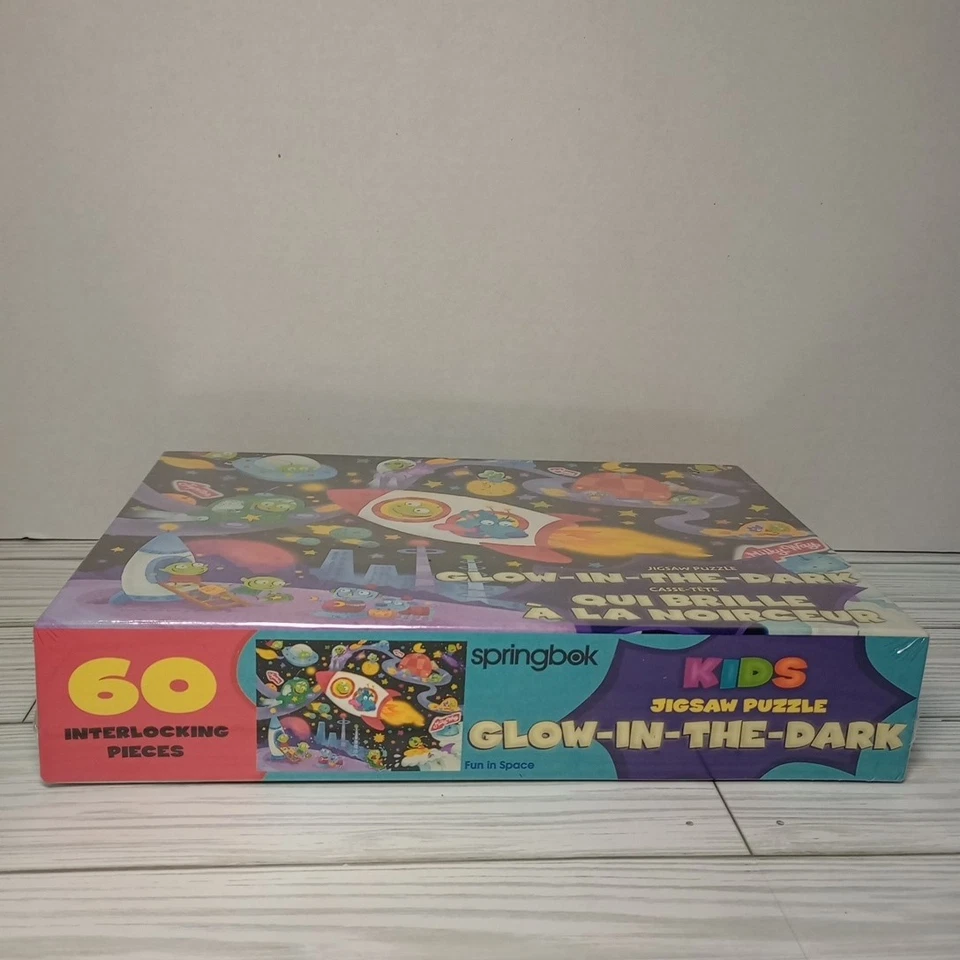 JIGSAW PUZZLE
GLOW-IN-THE-DARK
CASSE-TÊTE
QUI BRILLE
À LA NOIRCEUR
60
INTERLOCKING
PIECES
springbok
Fun in Space
KIDS
JIGSAW PUZZLE
GLOW-IN-THE-DARK